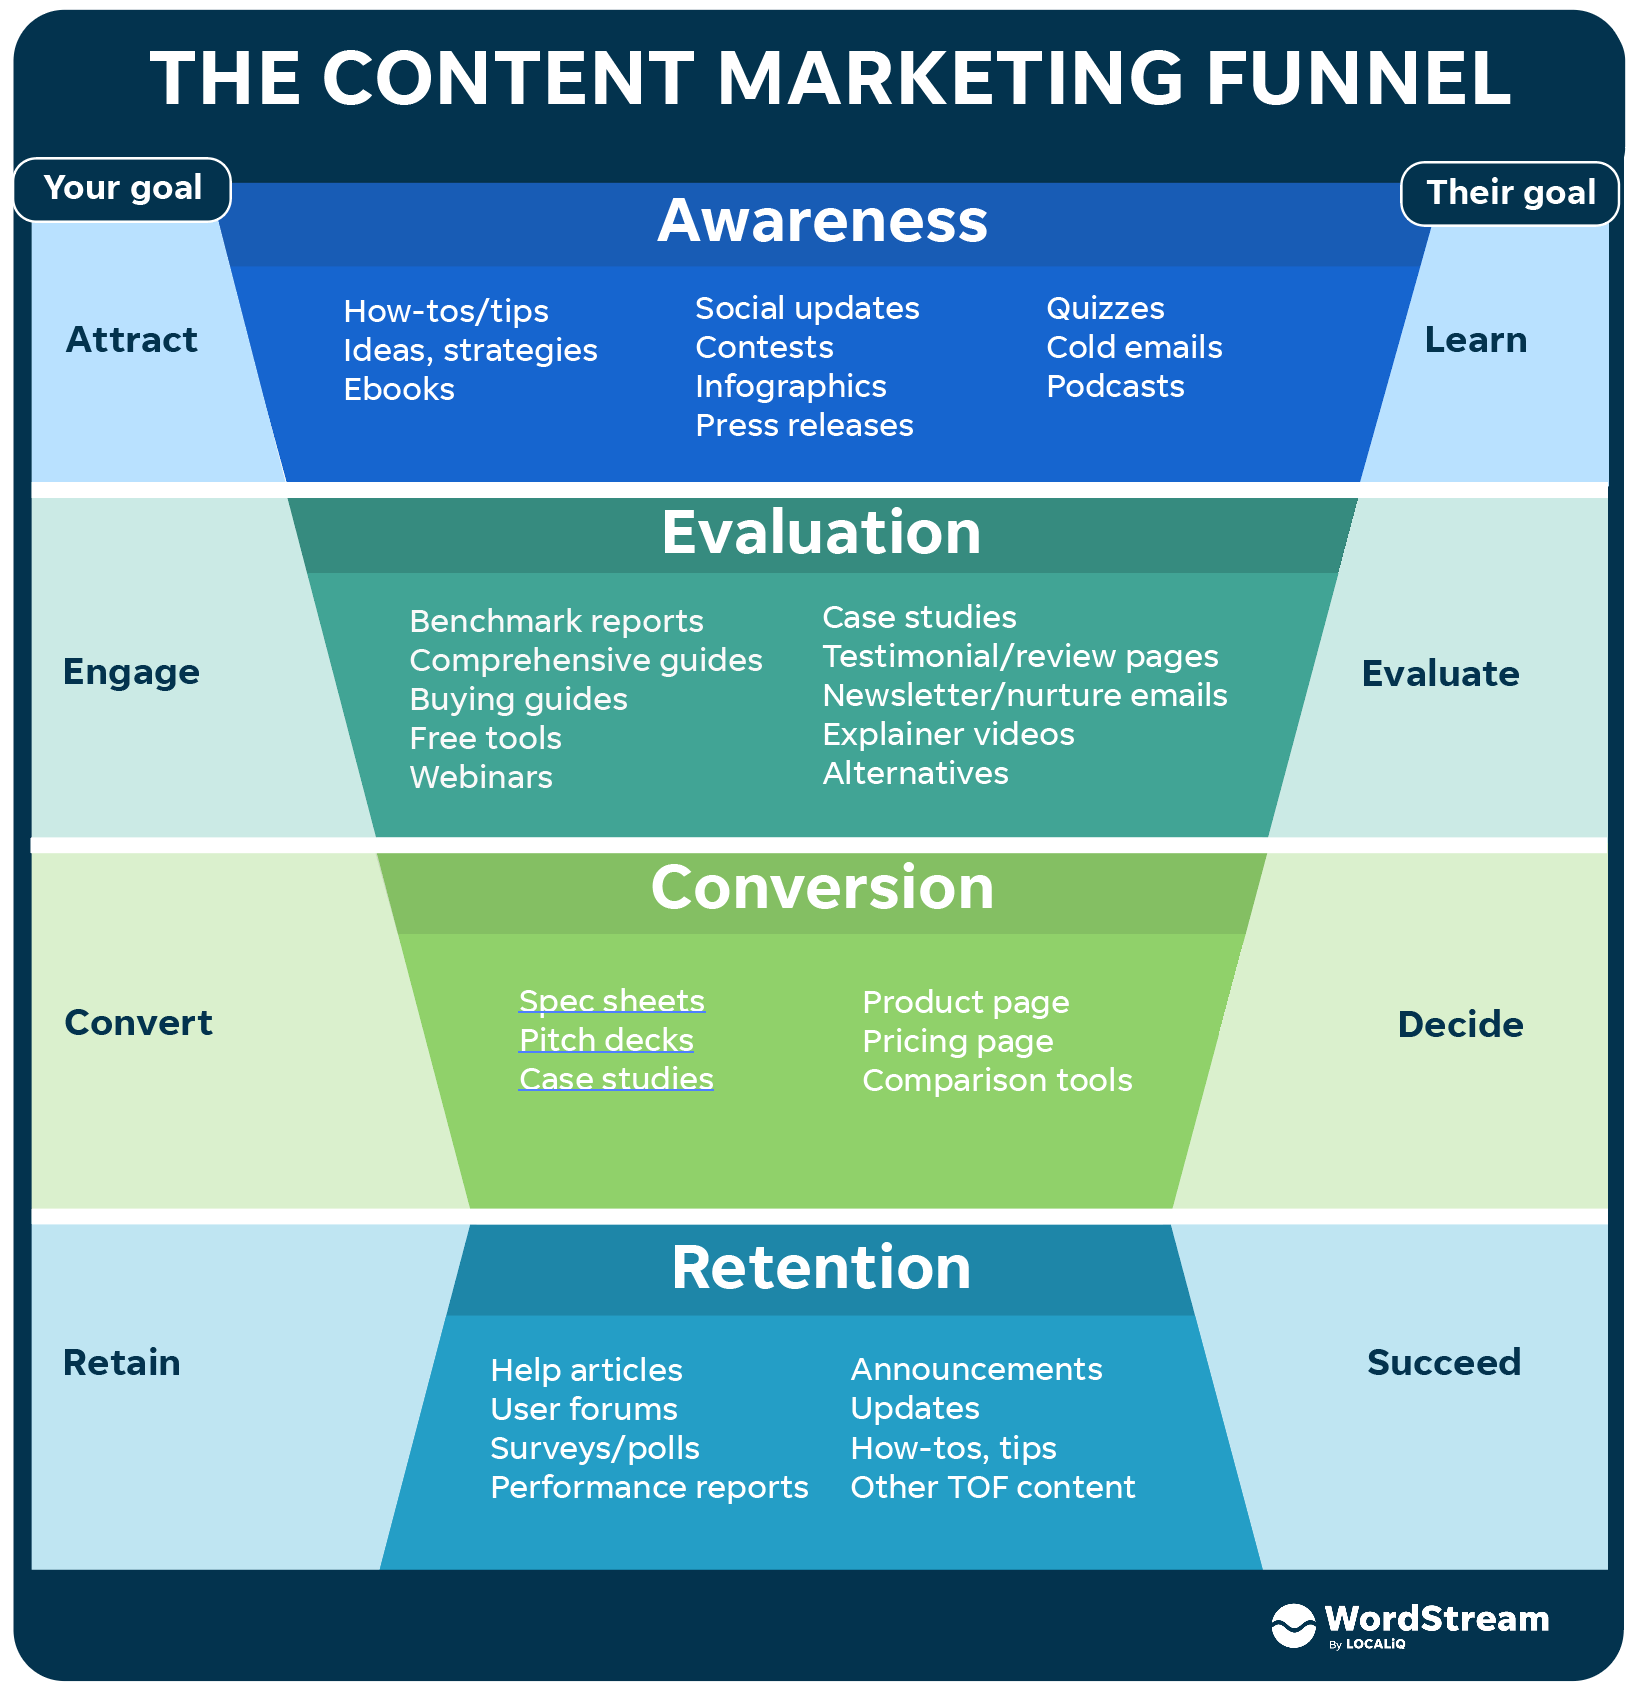 THE CONTENT MARKETING FUNNEL
Your goal
Their goal
Awareness
Attract
How-tos/tips
Ideas, strategies
Ebooks
Social updates
Contests
Infographics
Press releases
Quizzes
Cold emails
Podcasts
Learn
Evaluation
Engage
Benchmark reports
Comprehensive guides
Buying guides
Free tools
Webinars
Case studies
Testimonial/review pages
Newsletter/nurture emails
Explainer videos
Alternatives
Evaluate
Conversion
Convert
Spec sheets
Pitch decks
Case studies
Product page
Pricing page
Comparison tools
Decide
Retention
Retain
Help articles
User forums
Surveys/polls
Performance reports
Announcements
Updates
How-tos, tips
Other TOF content
Succeed
WordStream
By LOCALiQ